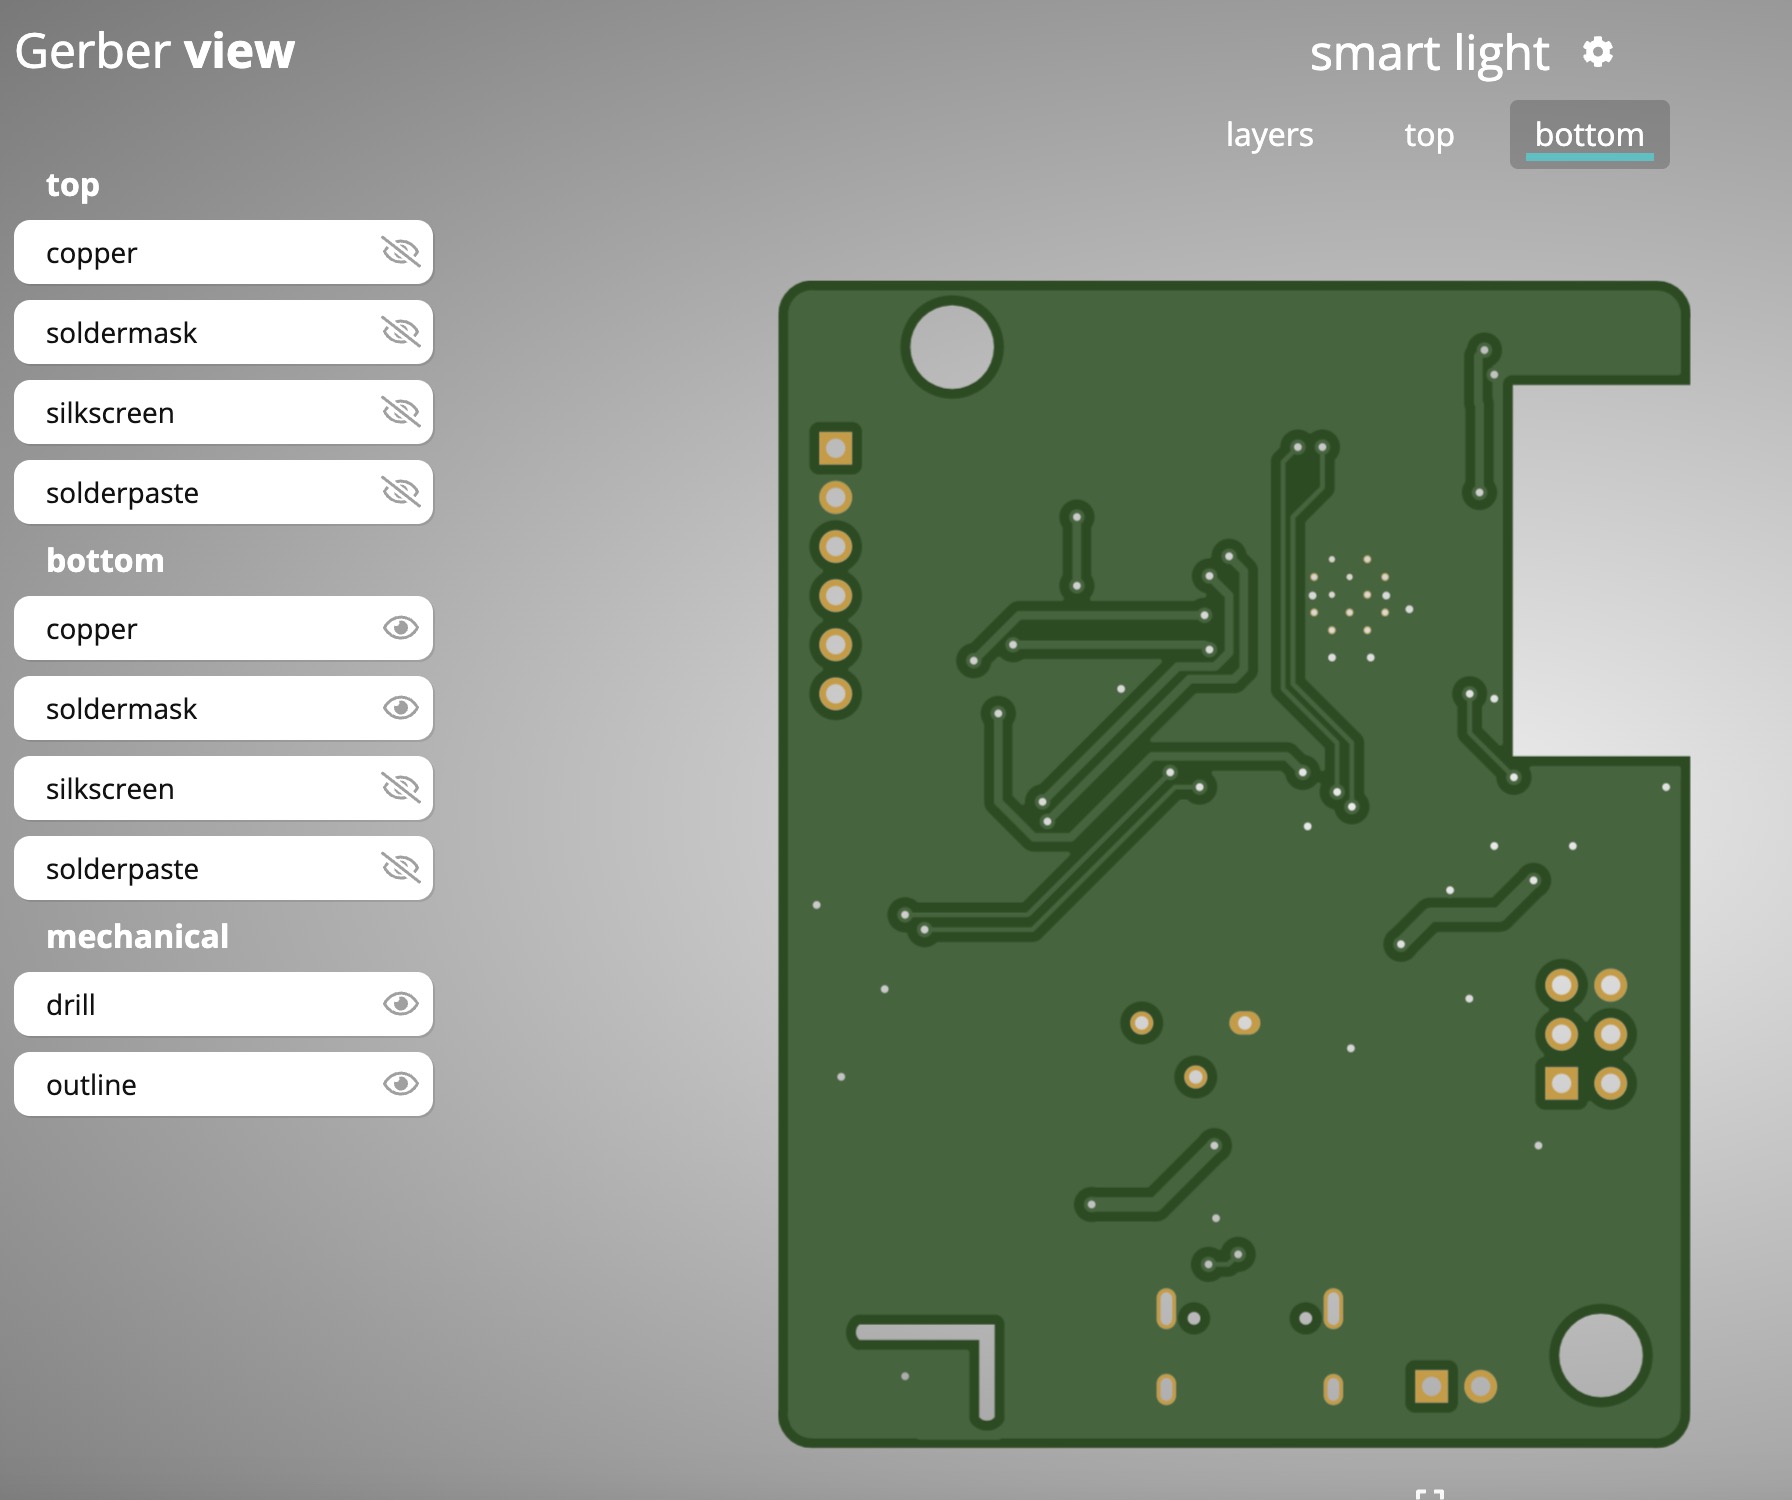 Gerber view
smart light
layers
top
bottom
top
copper
soldermask
silkscreen
solderpaste
bottom
copper
soldermask
silkscreen
solderpaste
mechanical
drill
outline